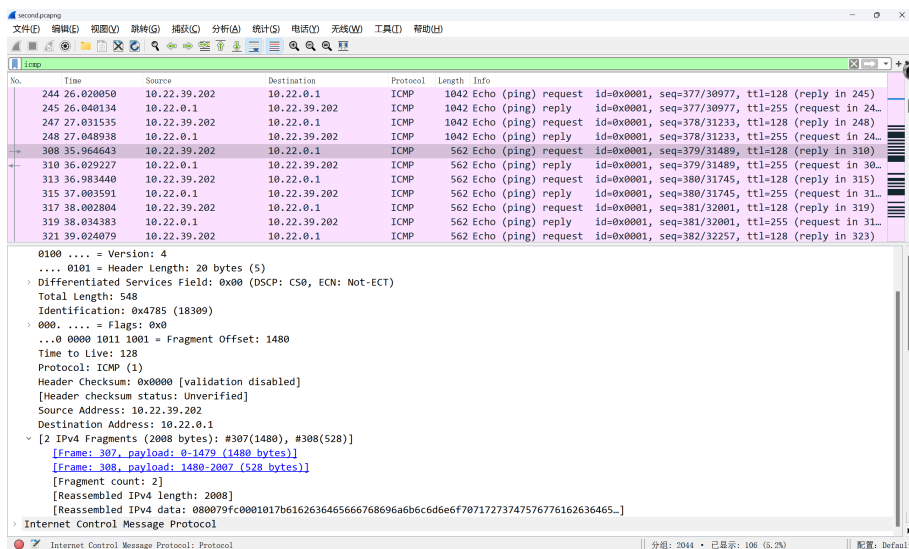 second.pcapng
文件(F) 编辑(E) 视图(V) 跳转(G) 捕获(C) 分析(A) 统计(S) 电话(Y) 无线(W) 工具(T) 帮助(H)
icmp
No. Time Source Destination Protocol Length Info
244 26.020050 10.22.39.202 10.22.0.1 ICMP 1042 Echo (ping) request id=0x0001, seq=377/30977, ttl=128 (reply in 245)
245 26.040134 10.22.0.1 10.22.39.202 ICMP 1042 Echo (ping) reply id=0x0001, seq=377/30977, ttl=255 (request in 24…
247 27.031535 10.22.39.202 10.22.0.1 ICMP 1042 Echo (ping) request id=0x0001, seq=378/31233, ttl=128 (reply in 248)
248 27.048938 10.22.0.1 10.22.39.202 ICMP 1042 Echo (ping) reply id=0x0001, seq=378/31233, ttl=255 (request in 24…
308 35.964643 10.22.39.202 10.22.0.1 ICMP 562 Echo (ping) request id=0x0001, seq=379/31489, ttl=128 (reply in 310)
310 36.029227 10.22.0.1 10.22.39.202 ICMP 562 Echo (ping) reply id=0x0001, seq=379/31489, ttl=255 (request in 30…
313 36.983440 10.22.39.202 10.22.0.1 ICMP 562 Echo (ping) request id=0x0001, seq=380/31745, ttl=128 (reply in 315)
315 37.003591 10.22.0.1 10.22.39.202 ICMP 562 Echo (ping) reply id=0x0001, seq=380/31745, ttl=255 (request in 31…
317 38.002804 10.22.39.202 10.22.0.1 ICMP 562 Echo (ping) request id=0x0001, seq=381/32001, ttl=128 (reply in 319)
319 38.034383 10.22.0.1 10.22.39.202 ICMP 562 Echo (ping) reply id=0x0001, seq=381/32001, ttl=255 (request in 31…
321 39.024079 10.22.39.202 10.22.0.1 ICMP 562 Echo (ping) request id=0x0001, seq=382/32257, ttl=128 (reply in 323)
0100 .... = Version: 4
.... 0101 = Header Length: 20 bytes (5)
Differentiated Services Field: 0x00 (DSCP: CS0, ECN: Not-ECT)
Total Length: 548
Identification: 0x4785 (18309)
000. .... = Flags: 0x0
...0 0000 1011 1001 = Fragment Offset: 1480
Time to Live: 128
Protocol: ICMP (1)
Header Checksum: 0x0000 [validation disabled]
[Header checksum status: Unverified]
Source Address: 10.22.39.202
Destination Address: 10.22.0.1
[2 IPv4 Fragments (2008 bytes): #307(1480), #308(528)]
[Frame: 307, payload: 0-1479 (1480 bytes)]
[Frame: 308, payload: 1480-2007 (528 bytes)]
[Fragment count: 2]
[Reassembled IPv4 length: 2008]
[Reassembled IPv4 data: 080079fc0001017b6162636465666768696a6b6c6d6e6f7071727374757677616263646465…]
Internet Control Message Protocol
Internet Control Message Protocol: Protocol 分组: 2044 • 已显示: 106 (5.2%) 配置: Defaul